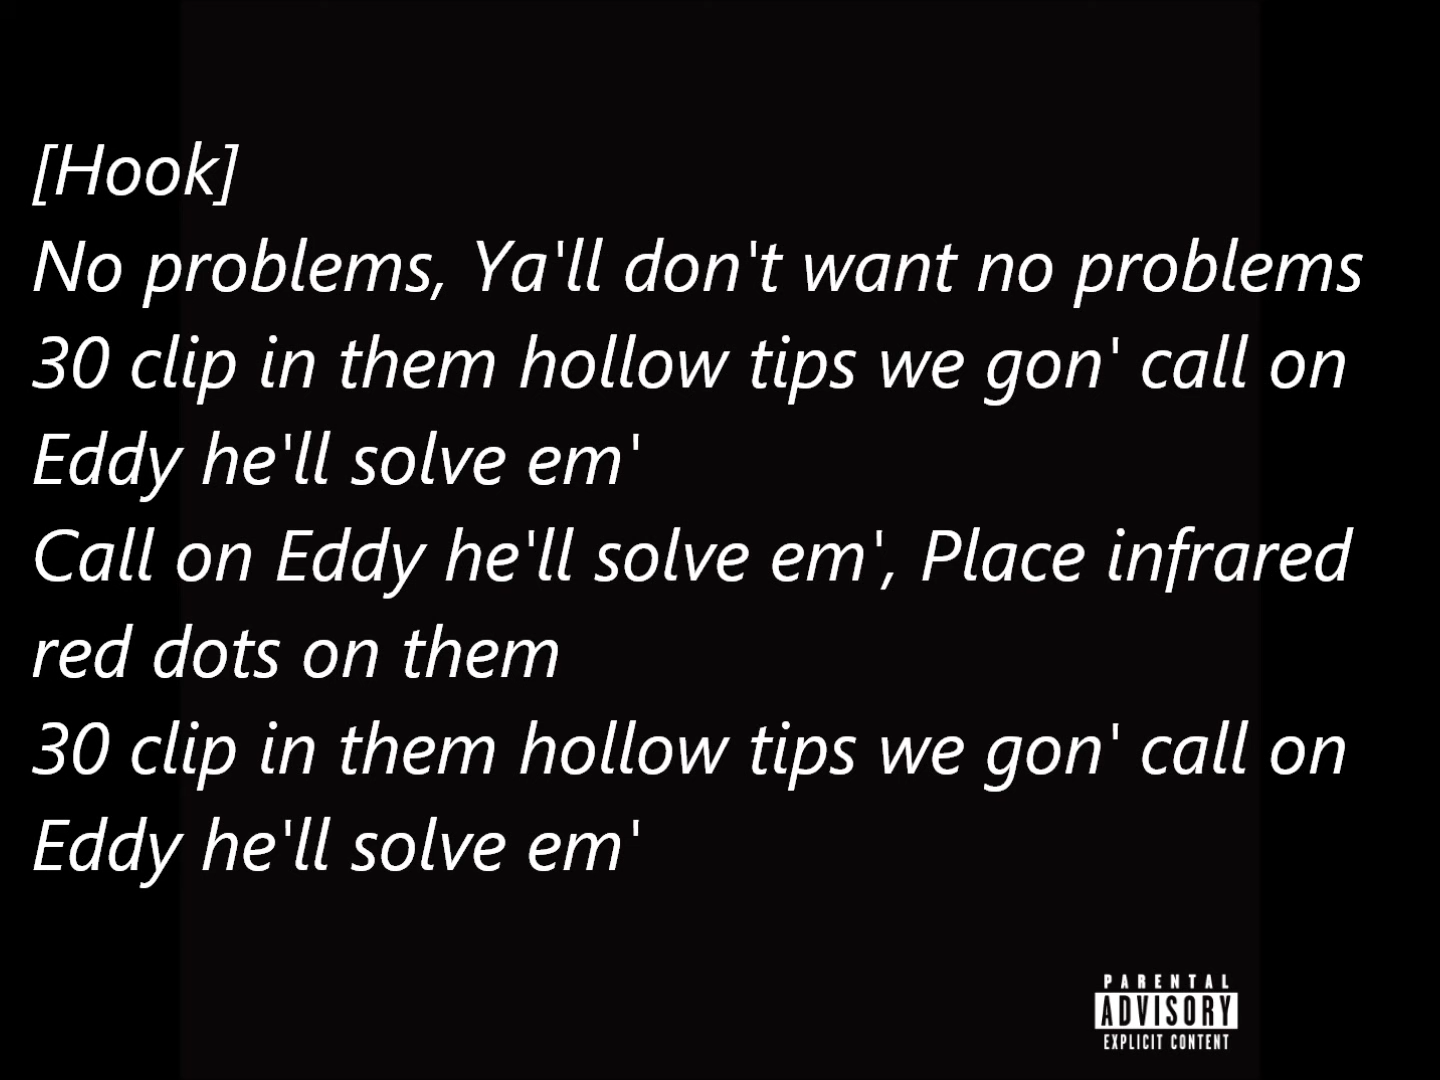 [Hook]
No problems, Ya'll don't want no problems
30 clip in them hollow tips we gon' call on
Eddy he'll solve em'
Call on Eddy he'll solve em', Place infrared
red dots on them
30 clip in them hollow tips we gon' call on
Eddy he'll solve em'
PARENTAL
ADVISORY
EXPLICIT CONTENT